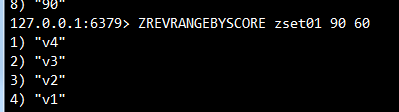 8) "90"
127.0.0.1:6379> ZREVRANGEBYSCORE zset01 90 60
1) "v4"
2) "v3"
3) "v2"
4) "v1"